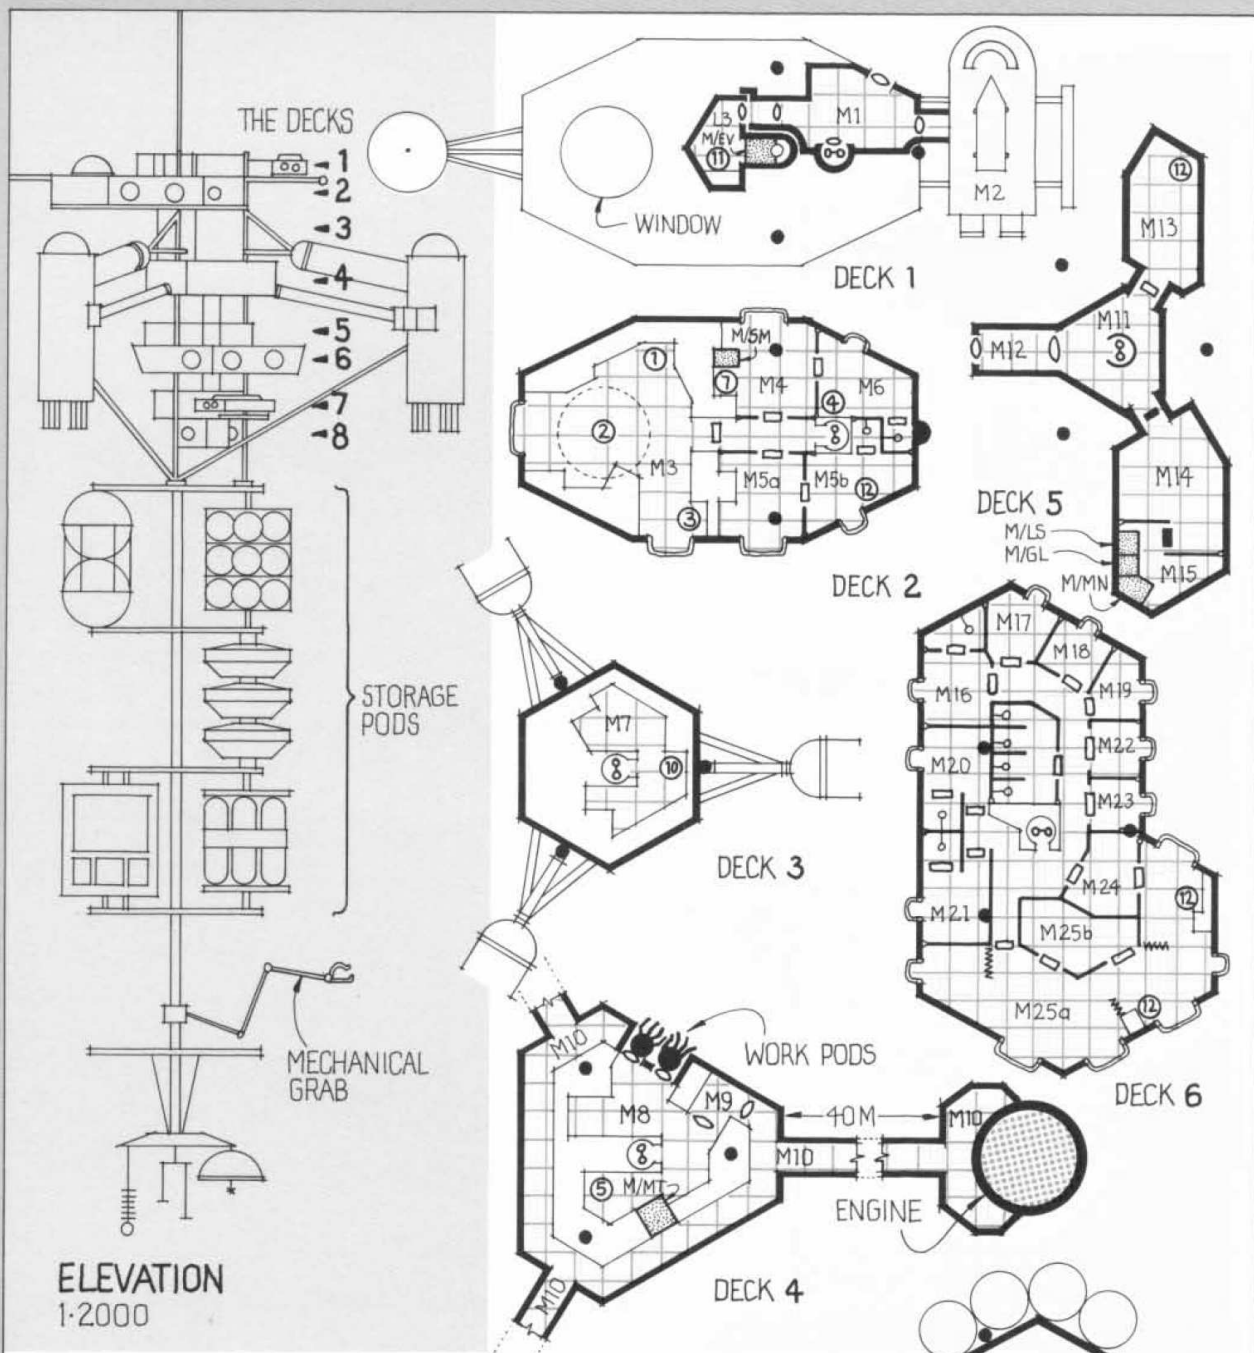 THE DECKS
1
2
3
4
5
6
7
8
STORAGE
PODS
MECHANICAL
GRAB
ELEVATION
1·2000
L3
M/EV
11
M1
M2
WINDOW
DECK 1
M/SM
1
7
M4
M6
4
2
M3
M5a
M5b
12
3
DECK 2
M7
10
DECK 3
M10
WORK PODS
M9
M8
40M
M10
M10
5
M/MT
ENGINE
M10
DECK 4
12
M13
M11
M12
M14
DECK 5
M/LS
M/GL
M/MN
M15
M17
M18
M16
M19
M20
M22
M23
M24
12
M21
M25b
M25a
12
DECK 6